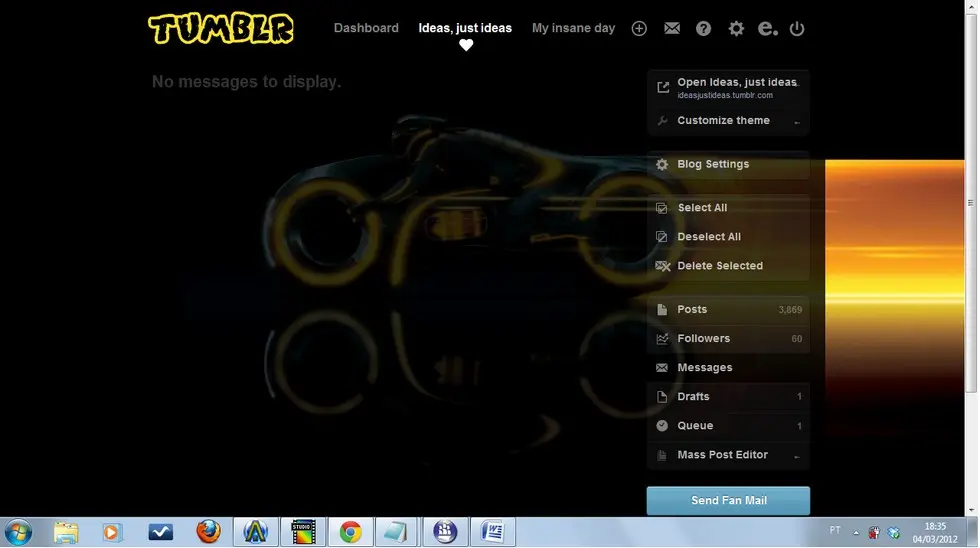 TUMBLR
Dashboard Ideas, just ideas My insane day
No messages to display.
Open Ideas, just ideas
ideasjustideas.tumblr.com
Customize theme
Blog Settings
Select All
Deselect All
Delete Selected
Posts 3,869
Followers 60
Messages
Drafts 1
Queue 1
Mass Post Editor
Send Fan Mail
STUDIO
PT 18:35
04/03/2012